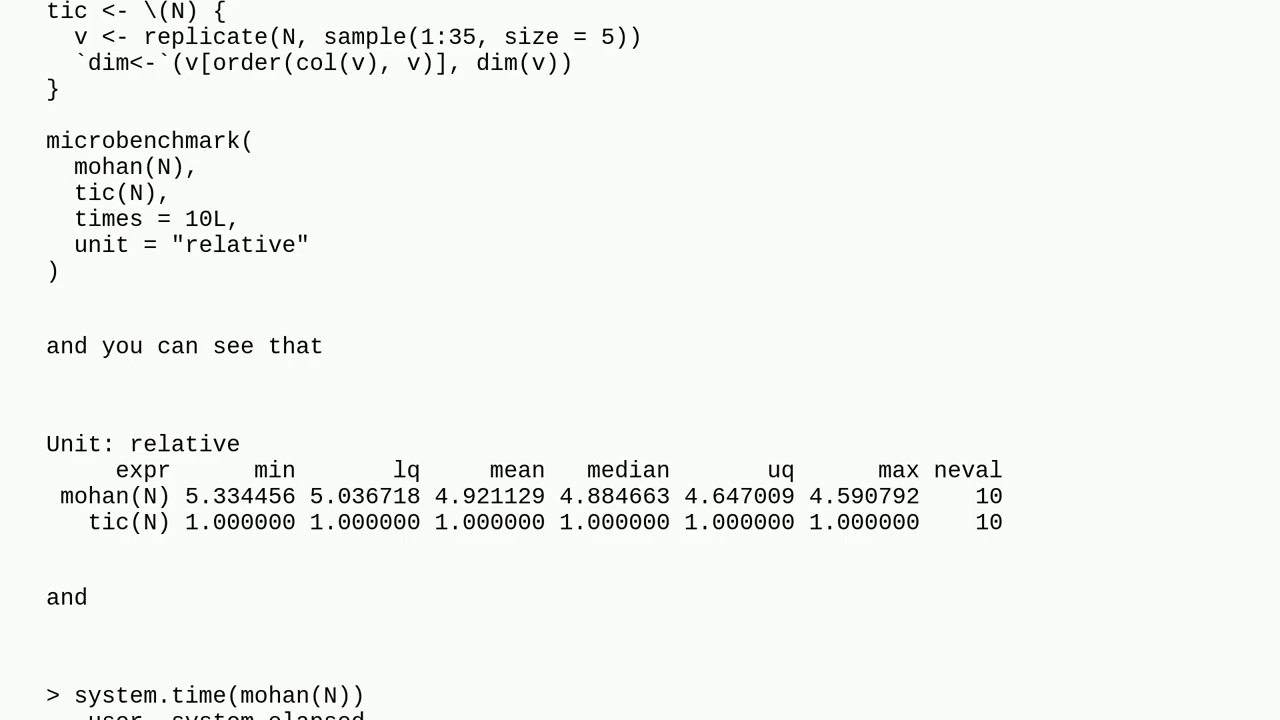 tic <- \(N) {
  v <- replicate(N, sample(1:35, size = 5))
  `dim<-`(v[order(col(v), v)], dim(v))
}
microbenchmark(
  mohan(N),
  tic(N),
  times = 10L,
  unit = "relative"
)
and you can see that
Unit: relative
     expr      min       lq     mean   median       uq      max neval
 mohan(N) 5.334456 5.036718 4.921129 4.884663 4.647009 4.590792    10
   tic(N) 1.000000 1.000000 1.000000 1.000000 1.000000 1.000000    10
and
> system.time(mohan(N))
   user  system elapsed